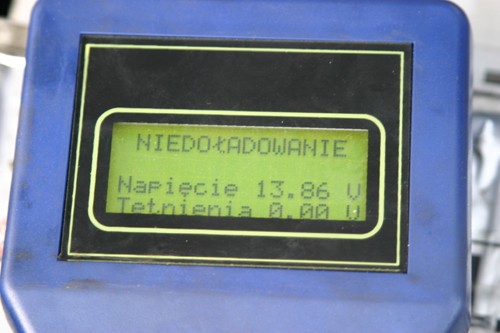 NIEDOŁADOWANIE
Napięcie 13.86 V
Tętnienia 0.00 V